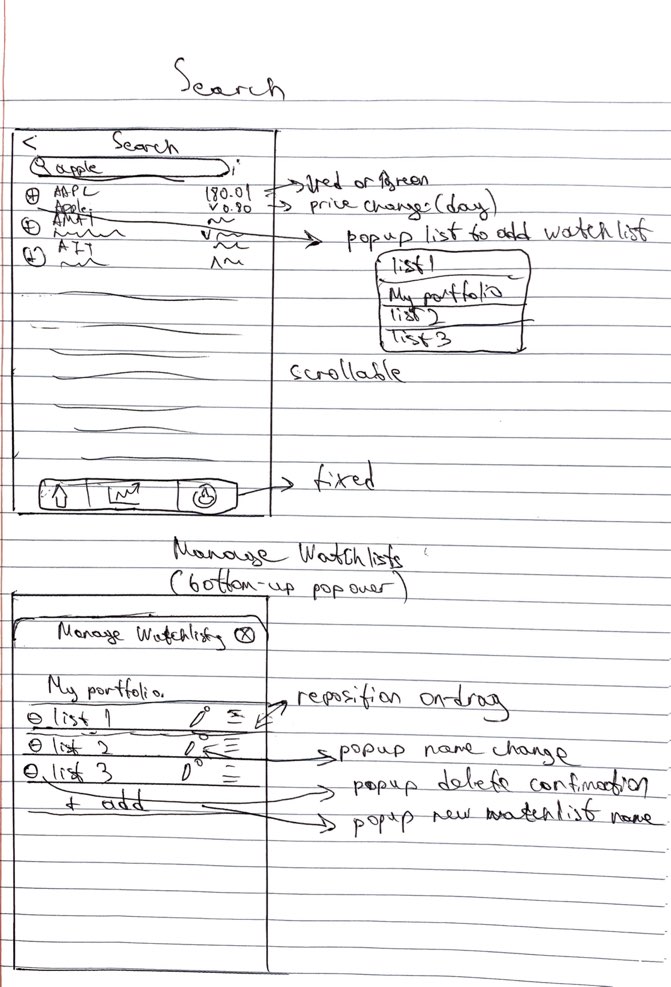 Search
< Search
apple
AAPL 180.01
Apple. v 0.80
→ red or green
→ price change (day)
AMAT
ATT
popup list to add watchlist
list 1
My portfolio
list 2
list 3
scrollable
fixed
Manage Watchlists
(bottom-up popover)
Manage Watchlists
My portfolio.
list 1
reposition on-drag
list 2
popup name change
list 3
popup delete confirmation
+ add
popup new watchlist name